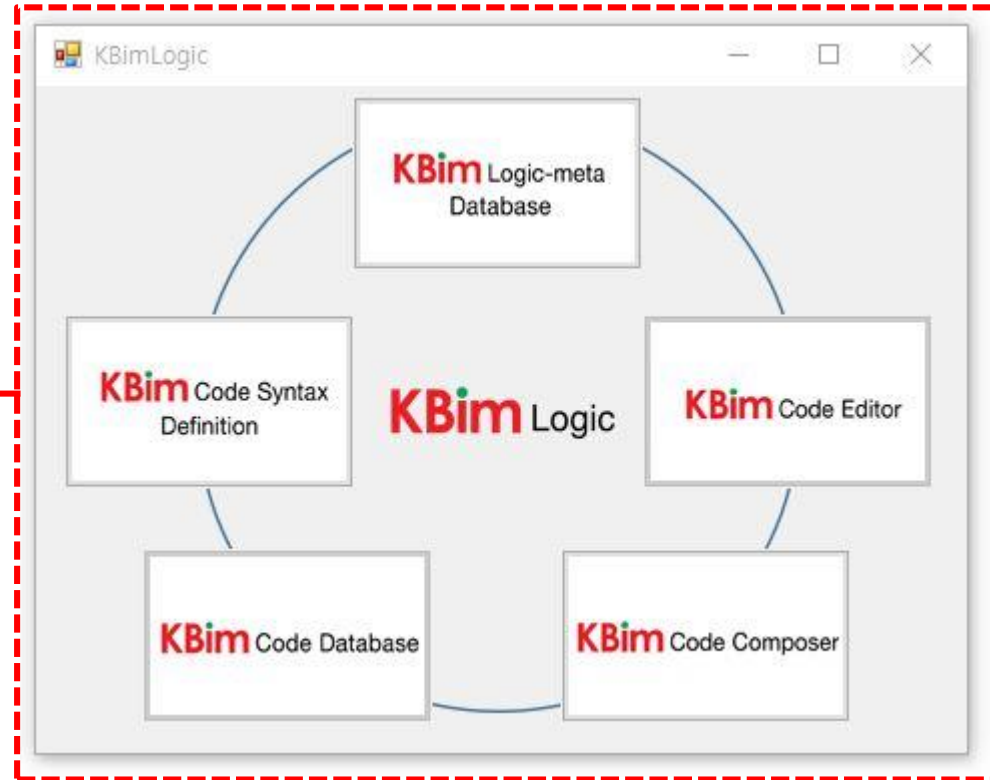 KBimLogic
KBim Logic-meta
Database
KBim Code Syntax
Definition
KBim Logic
KBim Code Editor
KBim Code Database
KBim Code Composer